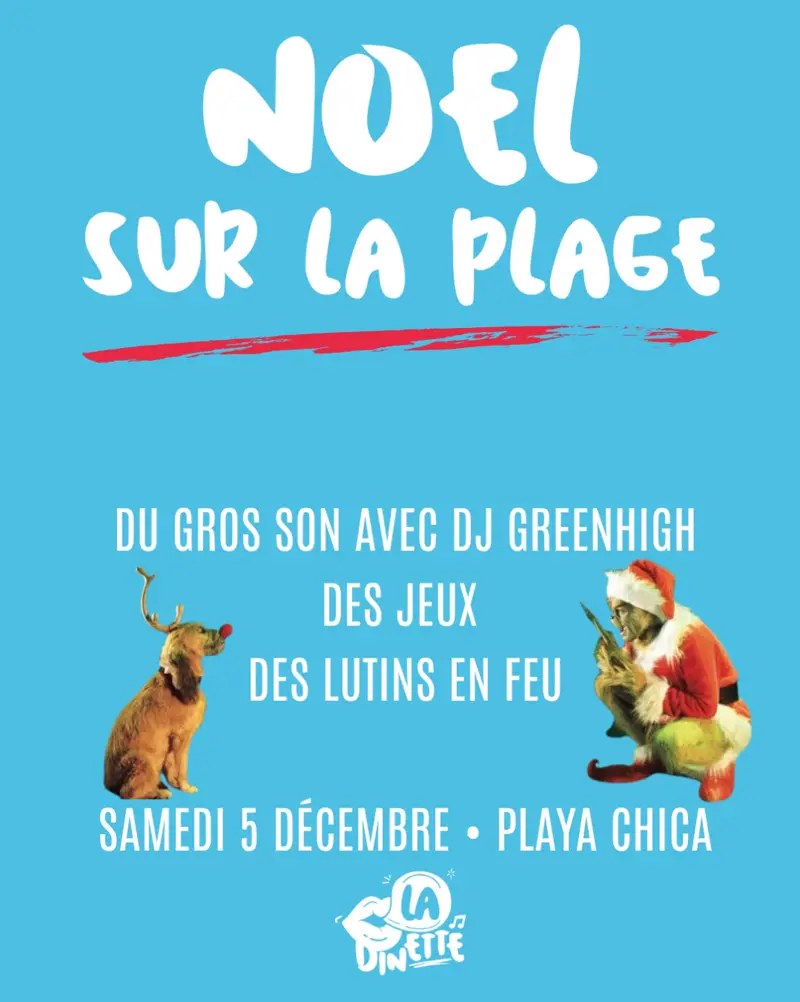 NOEL
SUR LA PLAGE
DU GROS SON AVEC DJ GREENHIGH
DES JEUX
DES LUTINS EN FEU
SAMEDI 5 DÉCEMBRE • PLAYA CHICA
LA
DINETTE